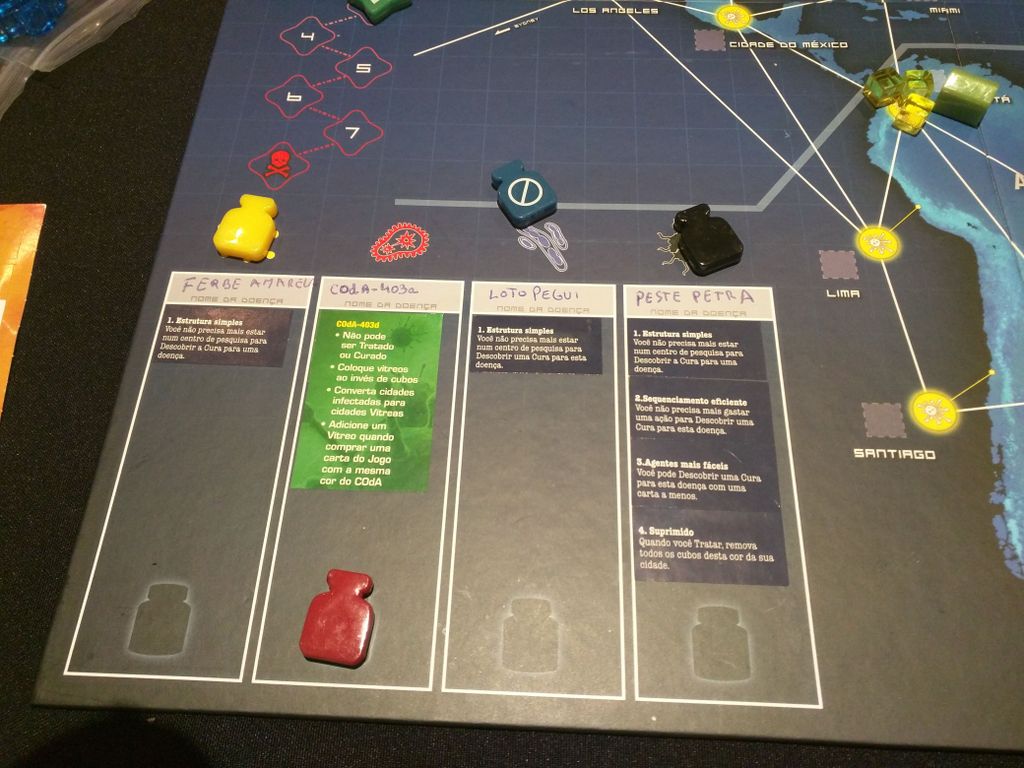 LOS ANGELES
MIAMI
4
SYDNEY
CIDADE DO MÉXICO
5
6
TÁ
7
LIMA
SANTIAGO
FERBE AMARELI
NOME DA DOENÇA
1. Estrutura simples
Você não precisa mais estar
num centro de pesquisa para
Descobrir a Cura para uma
doença.
COdA-403a
NOME DA DOENÇA
COdA-403d
• Não pode
ser Tratado
ou Curado
• Coloque vítreos
ao invés de cubos
• Converta cidades
infectadas para
cidades Vítreas
• Adicione um
Vítreo quando
comprar uma
carta do Jogo
com a mesma
cor do COdA
LOTO PEGUI
NOME DA DOENÇA
1. Estrutura simples
Você não precisa mais estar
num centro de pesquisa para
Descobrir uma Cura para esta
doença.
PESTE PETRA
NOME DA DOENÇA
1. Estrutura simples
Você não precisa mais estar
num centro de pesquisa para
Descobrir a Cura para esta doença.
2.Sequenciamento eficiente
Você não precisa mais gastar
uma ação para Descobrir uma
Cura para esta doença.
3.Agentes mais fáceis
Você pode Descobrir uma Cura
para esta doença com uma
carta a menos.
4. Suprimido
Quando você Tratar, remova
todos os cubos desta cor da sua
cidade.